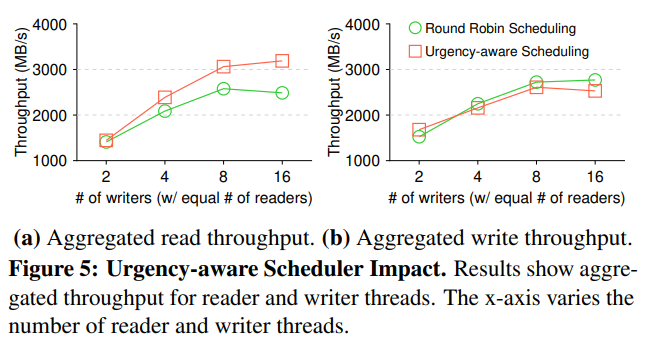 4000
3000
2000
1000
Throughput (MB/s)
2 4 8 16
# of writers (w/ equal # of readers)
4000
3000
2000
1000
Throughput (MB/s)
Round Robin Scheduling
Urgency-aware Scheduling
2 4 8 16
# of writers (w/ equal # of readers)
(a) Aggregated read throughput. (b) Aggregated write throughput.
Figure 5: Urgency-aware Scheduler Impact. Results show aggre-
gated throughput for reader and writer threads. The x-axis varies the
number of reader and writer threads.